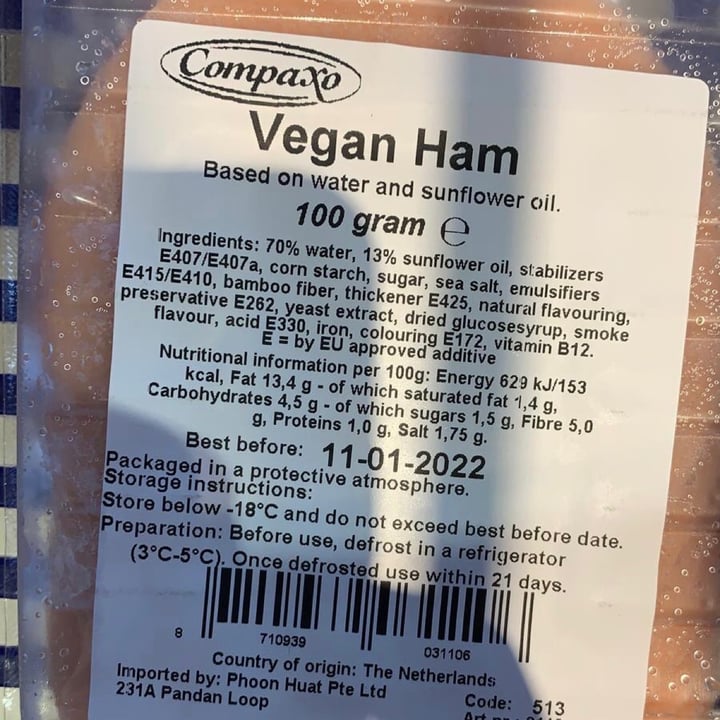 Compaxo
Vegan Ham
Based on water and sunflower oil.
100 gram ℮
Ingredients: 70% water, 13% sunflower oil, stabilizers
E407/E407a, corn starch, sugar, sea salt, emulsifiers
E415/E410, bamboo fiber, thickener E425, natural flavouring,
preservative E262, yeast extract, dried glucosesyrup, smoke
flavour, acid E330, iron, colouring E172, vitamin B12.
E = by EU approved additive
Nutritional information per 100g: Energy 629 kJ/153
kcal, Fat 13,4 g - of which saturated fat 1,4 g,
Carbohydrates 4,5 g - of which sugars 1,5 g, Fibre 5,0
g, Proteins 1,0 g, Salt 1,75 g.
Best before: 11-01-2022
Packaged in a protective atmosphere.
Storage instructions:
Store below -18°C and do not exceed best before date.
Preparation: Before use, defrost in a refrigerator
(3°C-5°C). Once defrosted use within 21 days.
8 710939 031106
Country of origin: The Netherlands
Imported by: Phoon Huat Pte Ltd
Code: 513
231A Pandan Loop